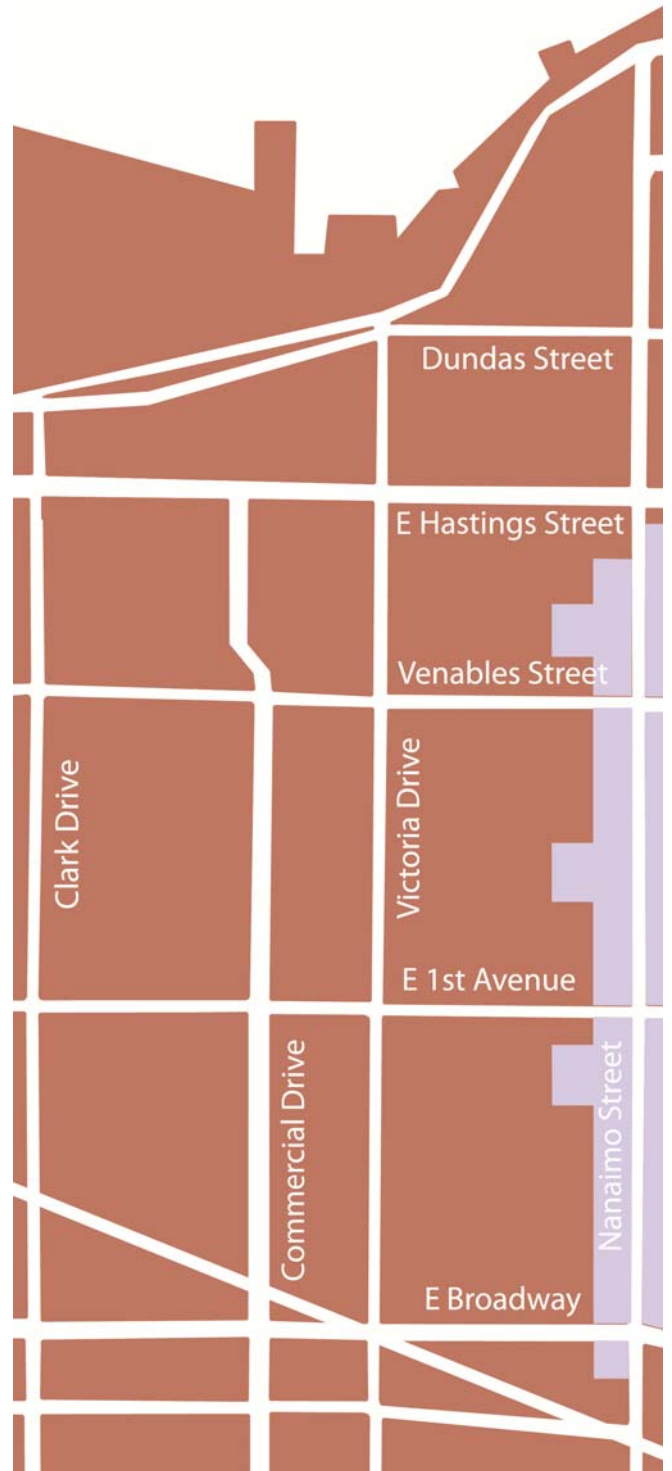 Dundas Street
E Hastings Street
Venables Street
Clark Drive
Victoria Drive
E 1st Avenue
Commercial Drive
Nanaimo Street
E Broadway